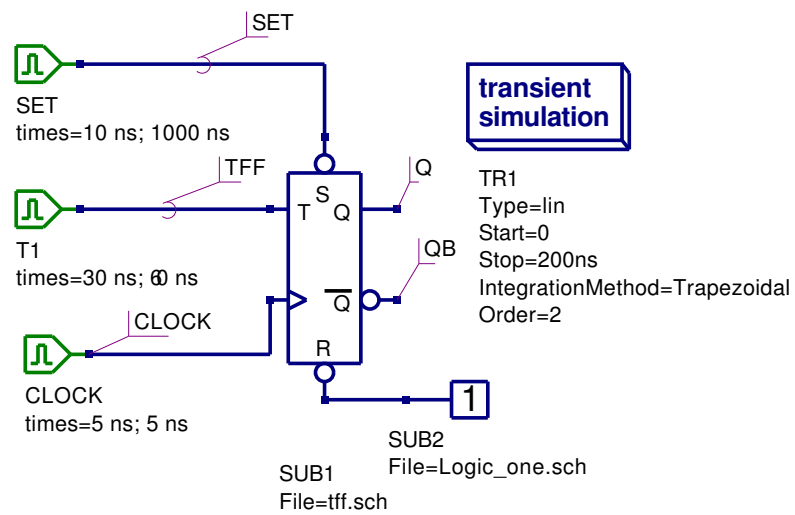 SET
SET
times=10 ns; 1000 ns
TFF
T1
times=30 ns; 60 ns
CLOCK
CLOCK
times=5 ns; 5 ns
S
T
Q
Q
R
Q
QB
1
SUB1
File=tff.sch
SUB2
File=Logic_one.sch
transient
simulation
TR1
Type=lin
Start=0
Stop=200ns
IntegrationMethod=Trapezoidal
Order=2